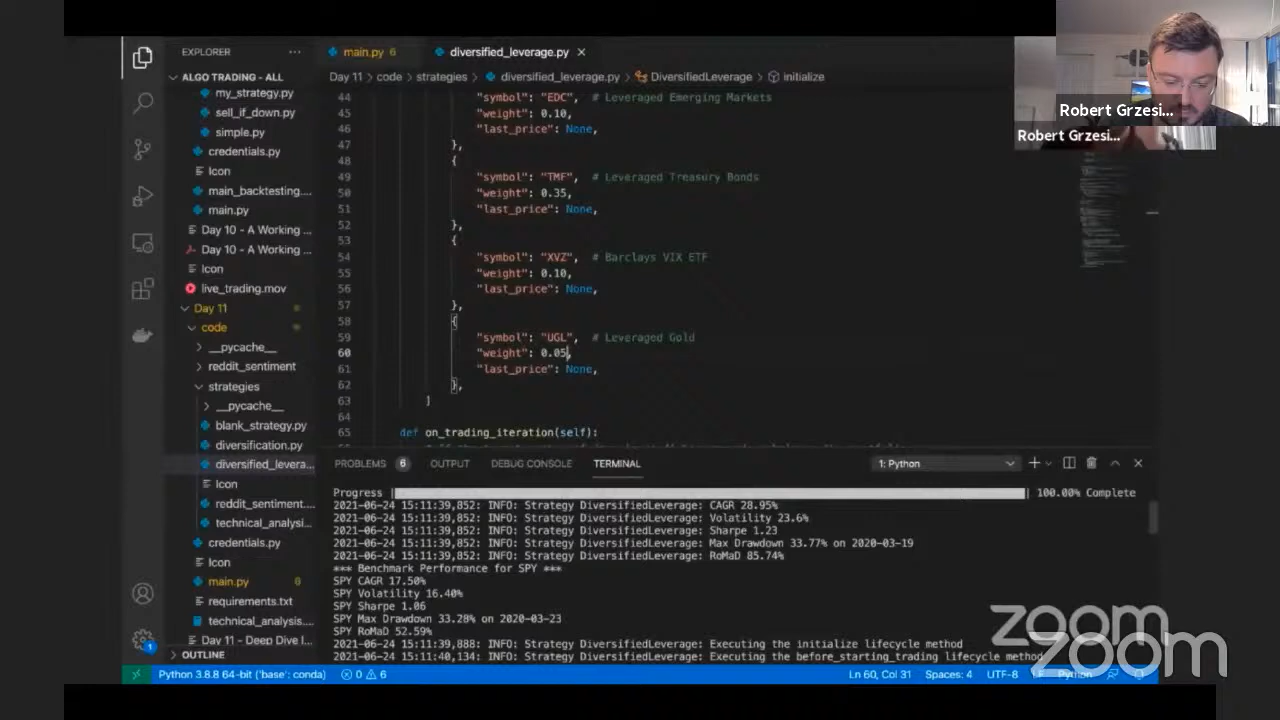 EXPLORER
ALGO TRADING - ALL
my_strategy.py
sell_if_down.py
simple.py
credentials.py
Icon
main_backtesting....
main.py
Day 10 - A Working ...
Day 10 - A Working ...
Icon
live_trading.mov
Day 11
code
__pycache__
reddit_sentiment
strategies
__pycache__
blank_strategy.py
diversification.py
diversified_levera...
Icon
reddit_sentiment....
technical_analysi...
credentials.py
Icon
main.py 6
requirements.txt
technical_analysis....
Day 11 - Deep Dive I...
OUTLINE
main.py 6
diversified_leverage.py
Day 11 > code > strategies > diversified_leverage.py > DiversifiedLeverage > initialize
44 "symbol": "EDC", # Leveraged Emerging Markets
45 "weight": 0.10,
46 "last_price": None,
47 },
48 {
49 "symbol": "TMF", # Leveraged Treasury Bonds
50 "weight": 0.35,
51 "last_price": None,
52 },
53 {
54 "symbol": "XVZ", # Barclays VIX ETF
55 "weight": 0.10,
56 "last_price": None,
57 },
58 {
59 "symbol": "UGL", # Leveraged Gold
60 "weight": 0.05,
61 "last_price": None,
62 },
63 ]
64
65 def on_trading_iteration(self):
PROBLEMS 6 OUTPUT DEBUG CONSOLE TERMINAL 1: Python
Progress | | 100.00% Complete
2021-06-24 15:11:39,852: INFO: Strategy DiversifiedLeverage: CAGR 28.95%
2021-06-24 15:11:39,852: INFO: Strategy DiversifiedLeverage: Volatility 23.6%
2021-06-24 15:11:39,852: INFO: Strategy DiversifiedLeverage: Sharpe 1.23
2021-06-24 15:11:39,852: INFO: Strategy DiversifiedLeverage: Max Drawdown 33.77% on 2020-03-19
2021-06-24 15:11:39,852: INFO: Strategy DiversifiedLeverage: RoMaD 85.74%
*** Benchmark Performance for SPY ***
SPY CAGR 17.50%
SPY Volatility 16.40%
SPY Sharpe 1.06
SPY Max Drawdown 33.28% on 2020-03-23
SPY RoMaD 52.59%
2021-06-24 15:11:39,888: INFO: Strategy DiversifiedLeverage: Executing the initialize lifecycle method
2021-06-24 15:11:40,134: INFO: Strategy DiversifiedLeverage: Executing the before_starting_trading lifecycle method
1
Python 3.8.8 64-bit ('base': conda) 0 6 Ln 60, Col 31 Spaces: 4 UTF-8 Python
Robert Grzesi...
Robert Grzesi...
zoom
zoom